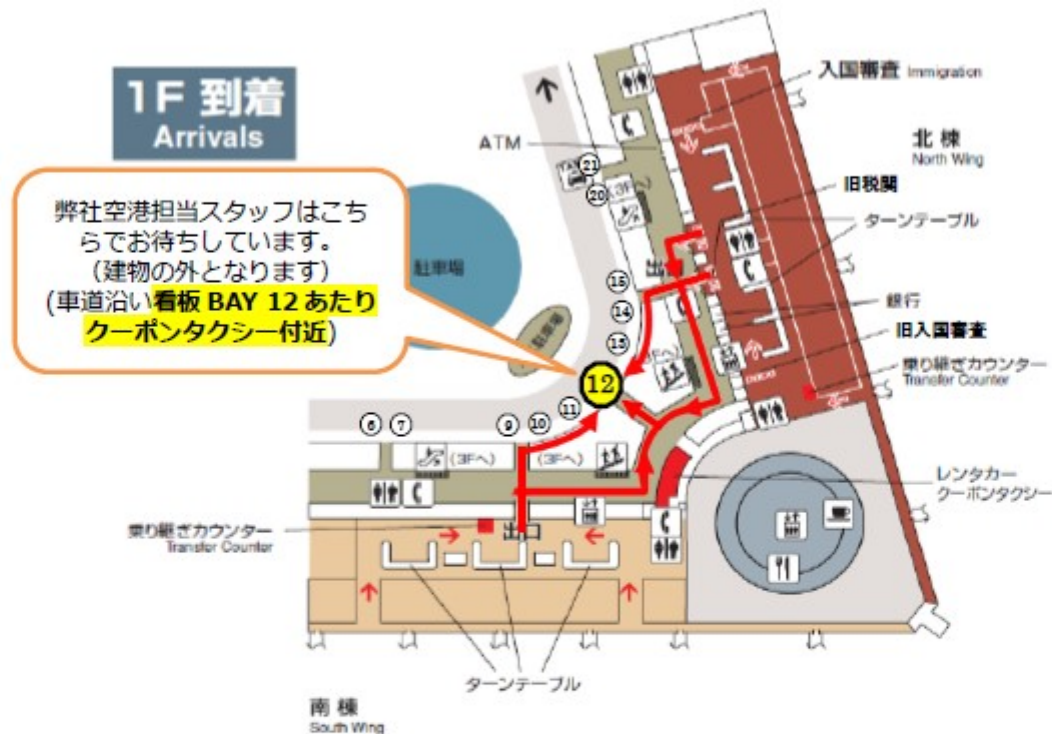 1F 到着
Arrivals
弊社空港担当スタッフはこち
らでお待ちしています。
（建物の外となります）
(車道沿い看板 BAY 12 あたり
クーポンタクシー付近)
駐車場
駐車場
ATM
入国審査 Immigration
北棟
North Wing
旧税関
ターンテーブル
銀行
旧入国審査
乗り継ぎカウンター
Transfer Counter
レンタカー
クーポンタクシー
TAXI
21
20
出口
15
14
13
12
11
10
9
7
6
(3Fへ)
(3Fへ)
乗り継ぎカウンター
Transfer Counter
出口
ターンテーブル
南棟
South Wing